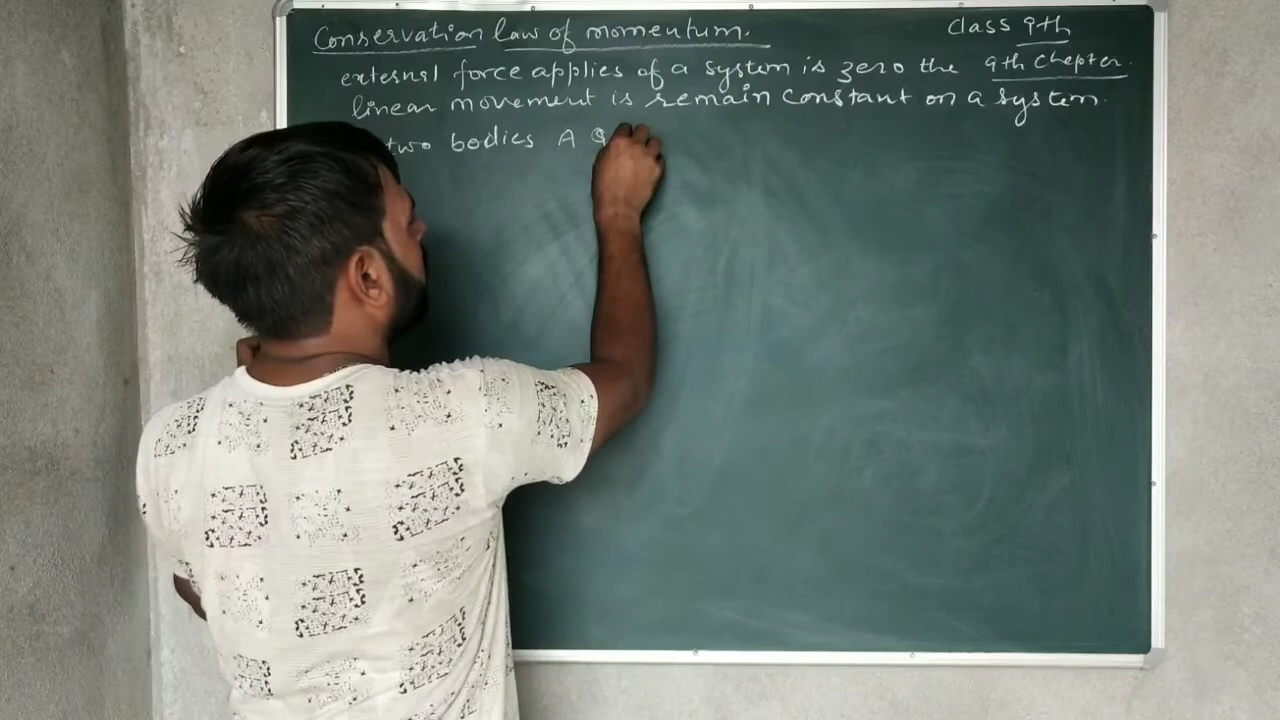 Conservation law of momentum. Class 9th
external force applies of a system is zero the 9th Chepter.
linear movement is remain constant on a system.
two bodies A &